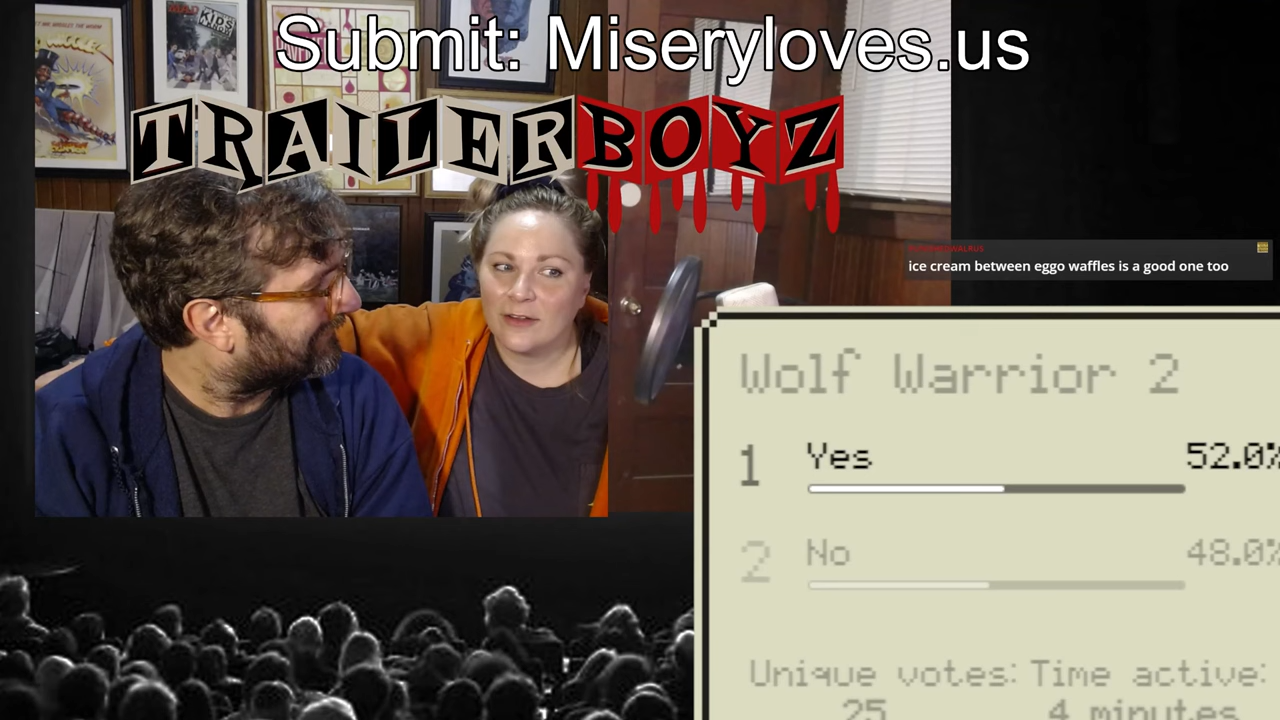 Submit: Miseryloves.us
TRAILERBOYZ
ice cream between eggo waffles is a good one too
Wolf Warrior 2
1 Yes 52.0%
2 No 48.0%
Unique votes: Time active:
25 4 minutes